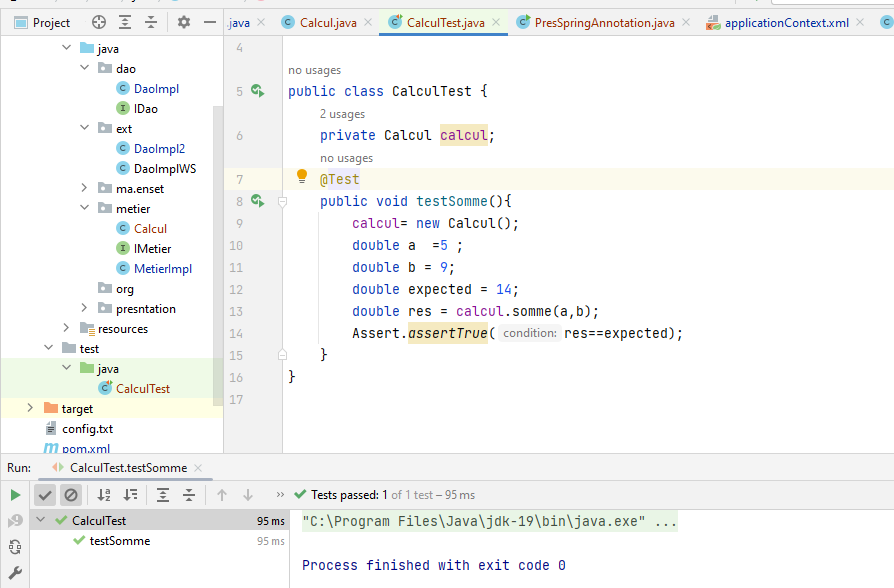 Project
.java
Calcul.java
CalculTest.java
PresSpringAnnotation.java
applicationContext.xml
java
dao
DaoImpl
IDao
ext
DaoImpl2
DaoImplWS
ma.enset
metier
Calcul
IMetier
MetierImpl
org
presntation
resources
test
java
CalculTest
target
config.txt
pom.xml
4
no usages
5 public class CalculTest {
2 usages
6 private Calcul calcul;
no usages
7 @Test
8 public void testSomme(){
9 calcul= new Calcul();
10 double a  =5 ;
11 double b = 9;
12 double expected = 14;
13 double res = calcul.somme(a,b);
14 Assert.assertTrue( condition: res==expected);
15 }
16 }
17
Run: CalculTest.testSomme
Tests passed: 1 of 1 test – 95 ms
CalculTest 95 ms
testSomme 95 ms
"C:\Program Files\Java\jdk-19\bin\java.exe" ...
Process finished with exit code 0